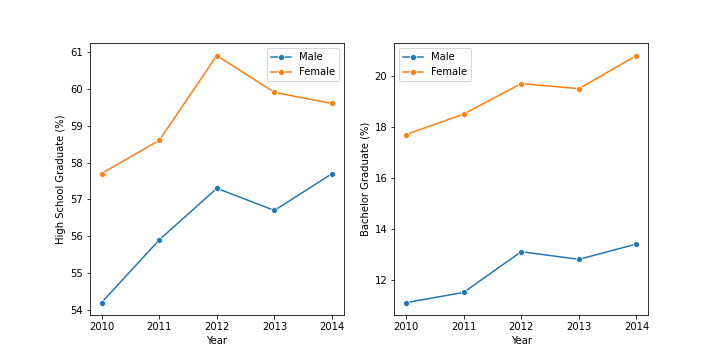 High School Graduate (%)
61
60
59
58
57
56
55
54
2010 2011 2012 2013 2014
Year
Male
Female
Bachelor Graduate (%)
20
18
16
14
12
2010 2011 2012 2013 2014
Year
Male
Female